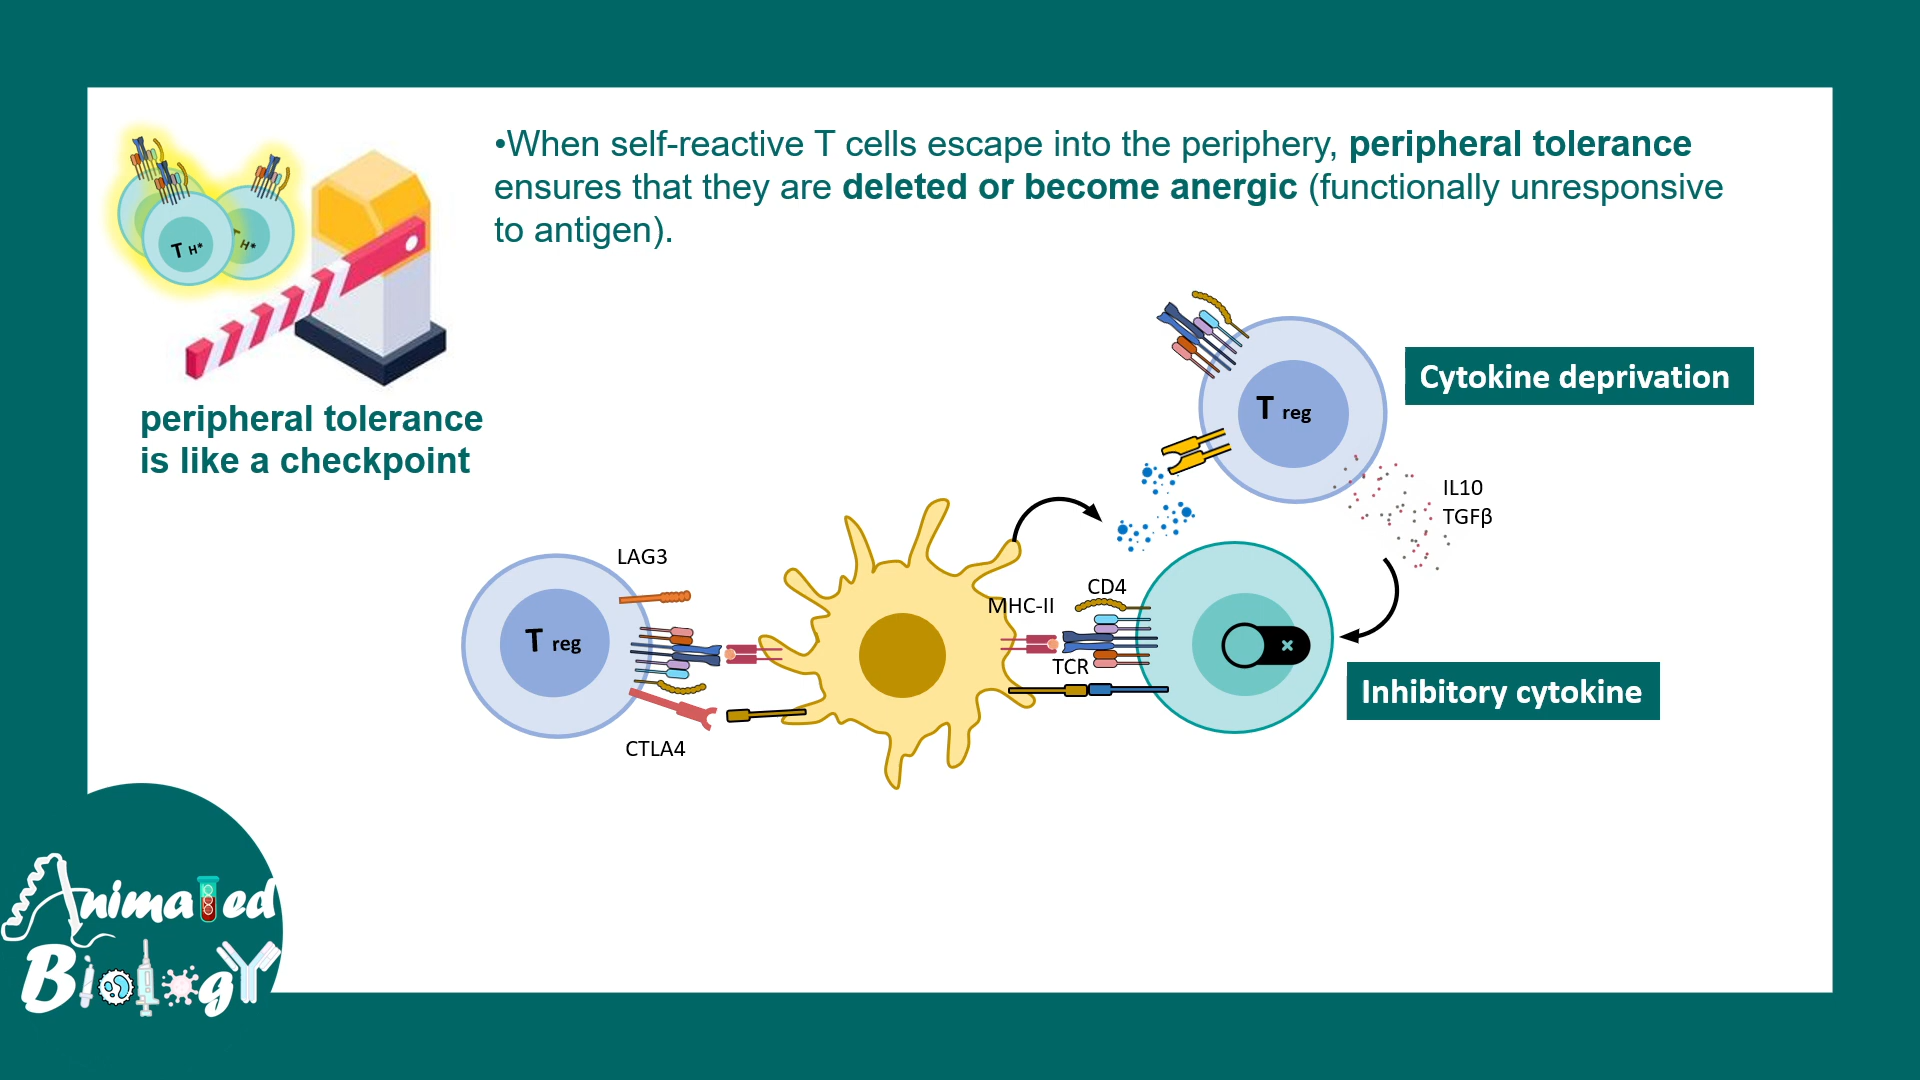 •When self-reactive T cells escape into the periphery, peripheral tolerance
ensures that they are deleted or become anergic (functionally unresponsive
to antigen).
T H*
H*
peripheral tolerance
is like a checkpoint
T reg
Cytokine deprivation
IL10
TGFβ
LAG3
T reg
CTLA4
MHC-II
CD4
TCR
Inhibitory cytokine
Animated
Biology